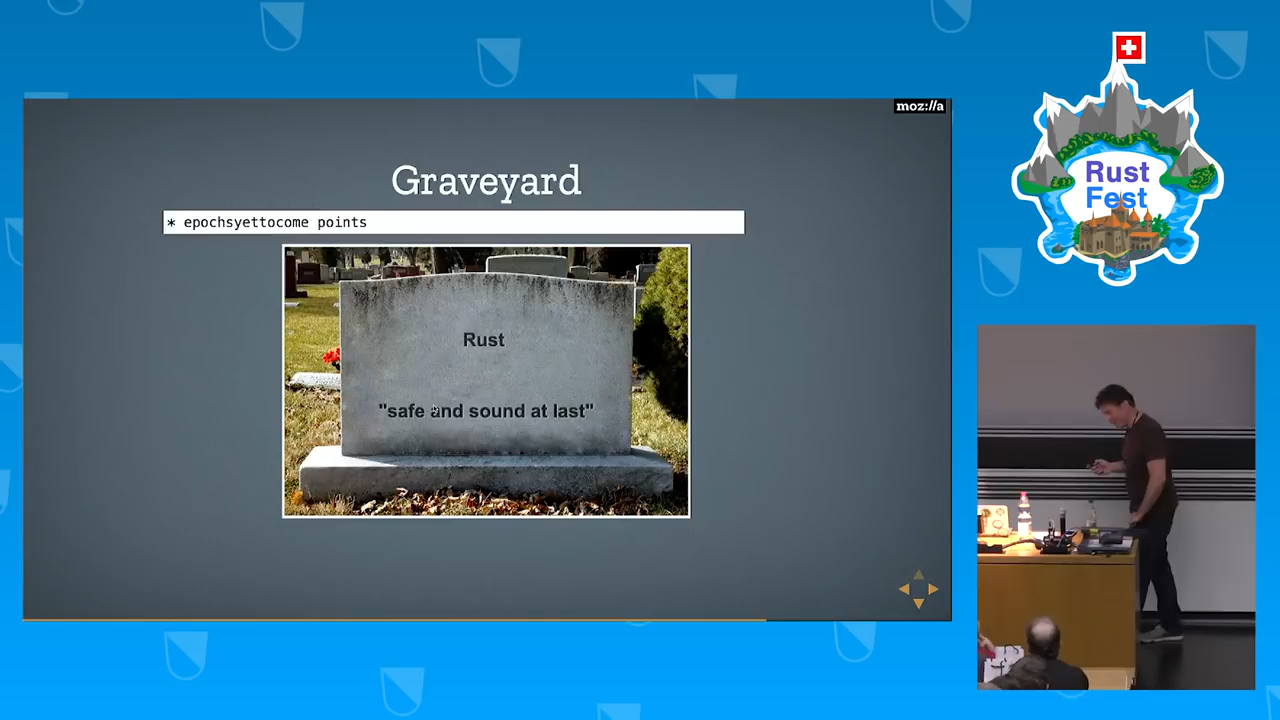 moz://a
Graveyard
* epochsyettocome points
Rust
"safe and sound at last"
Rust
Fest